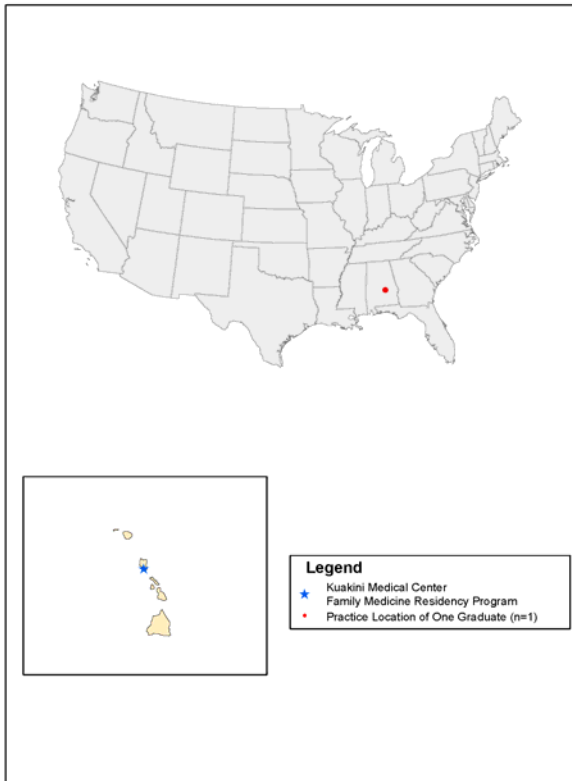 Legend
Kuakini Medical Center
Family Medicine Residency Program
Practice Location of One Graduate (n=1)